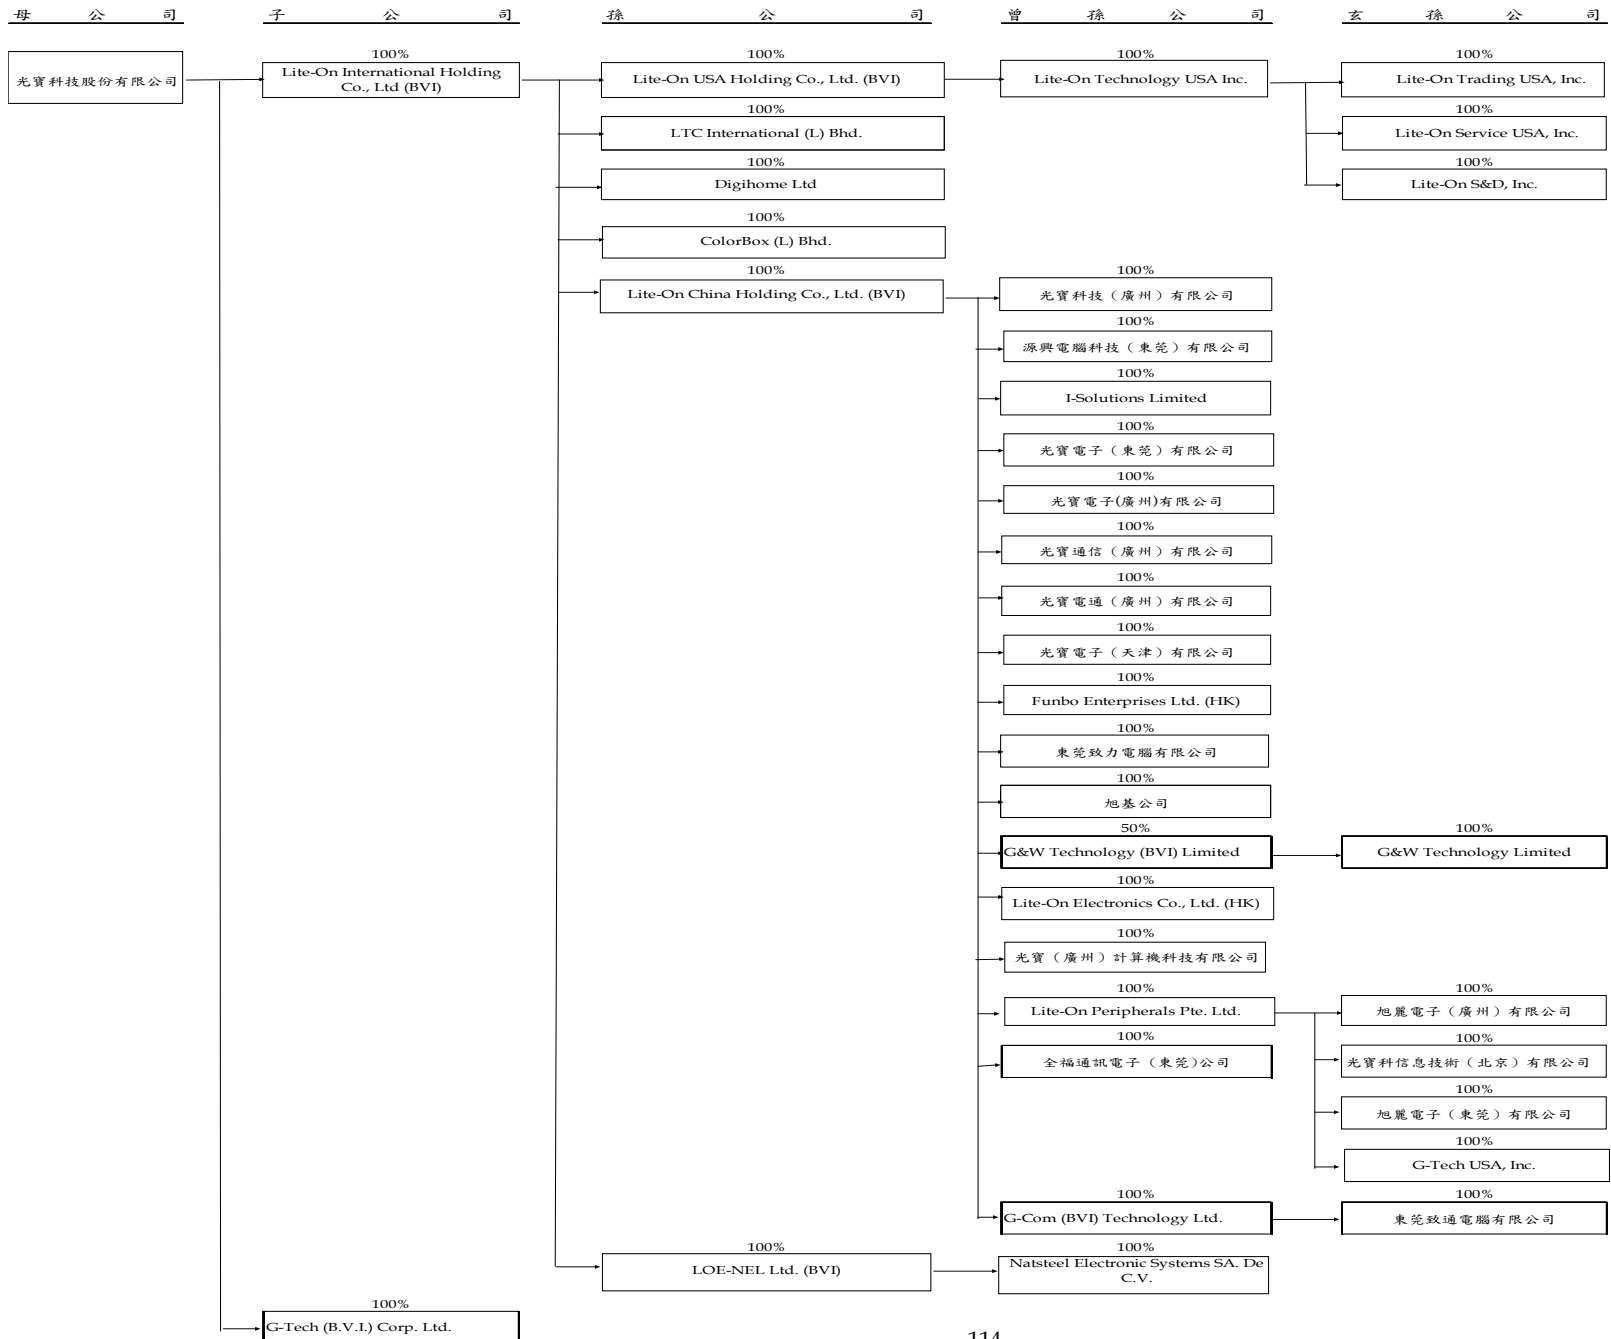 母 公 司 子 公 司 孫 公 司 曾 孫 公 司 玄 孫 公 司
100% 100% 100% 100%
光寶科技股份有限公司 Lite-On International Holding Co., Ltd (BVI) Lite-On USA Holding Co., Ltd. (BVI) Lite-On Technology USA Inc. Lite-On Trading USA, Inc.
100% 100%
LTC International (L) Bhd. Lite-On Service USA, Inc.
100% 100%
Digihome Ltd Lite-On S&D, Inc.
100%
ColorBox (L) Bhd.
100% 100%
Lite-On China Holding Co., Ltd. (BVI) 光寶科技（廣州）有限公司
100%
源興電腦科技（東莞）有限公司
100%
I-Solutions Limited
100%
光寶電子（東莞）有限公司
100%
光寶電子(廣州)有限公司
100%
光寶通信（廣州）有限公司
100%
光寶電通（廣州）有限公司
100%
光寶電子（天津）有限公司
100%
Funbo Enterprises Ltd. (HK)
100%
東莞致力電腦有限公司
100%
旭基公司
50% 100%
G&W Technology (BVI) Limited G&W Technology Limited
100%
Lite-On Electronics Co., Ltd. (HK)
100%
光寶（廣州）計算機科技有限公司
100% 100%
Lite-On Peripherals Pte. Ltd. 旭麗電子（廣州）有限公司
100% 100%
全福通訊電子（東莞)公司 光寶科信息技術（北京）有限公司
100%
旭麗電子（東莞）有限公司
100%
G-Tech USA, Inc.
100% 100%
G-Com (BVI) Technology Ltd. 東莞致通電腦有限公司
100% 100%
LOE-NEL Ltd. (BVI) Natsteel Electronic Systems SA. De C.V.
100%
G-Tech (B.V.I.) Corp. Ltd.
114